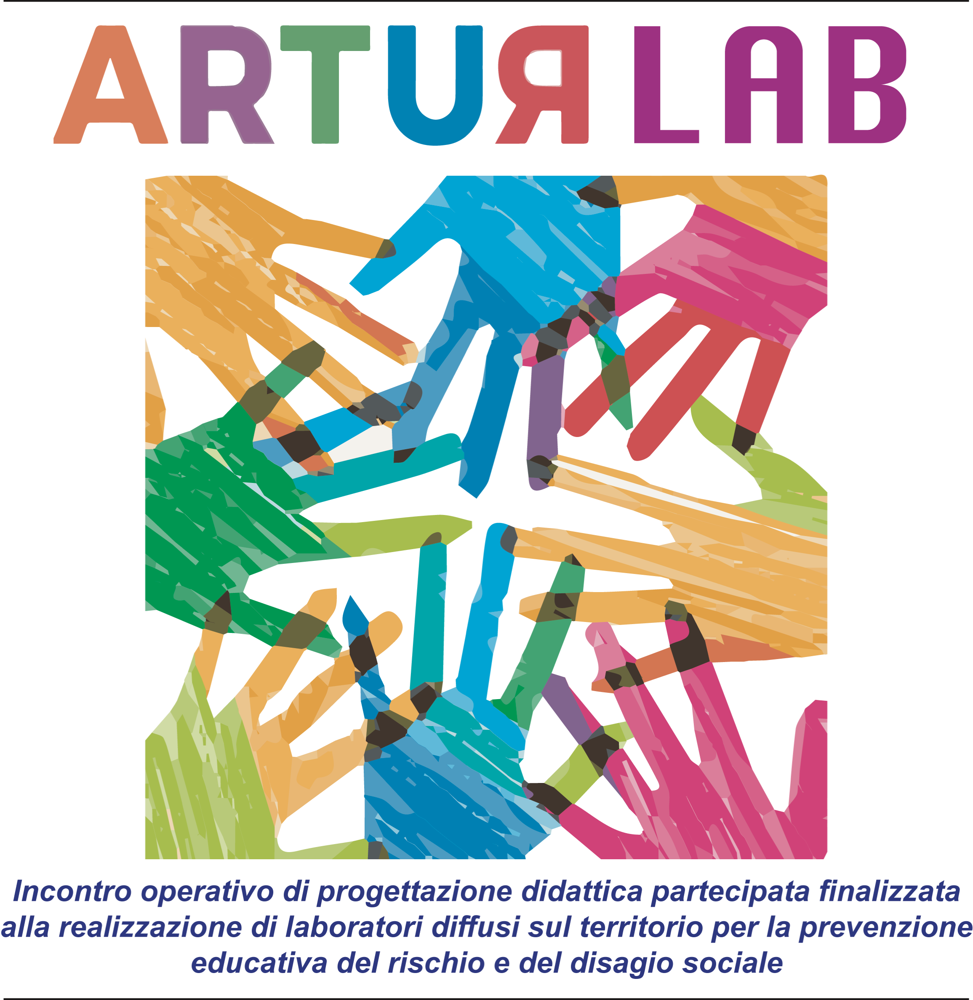 ARTUЯ LAB
Incontro operativo di progettazione didattica partecipata finalizzata
alla realizzazione di laboratori diffusi sul territorio per la prevenzione
educativa del rischio e del disagio sociale